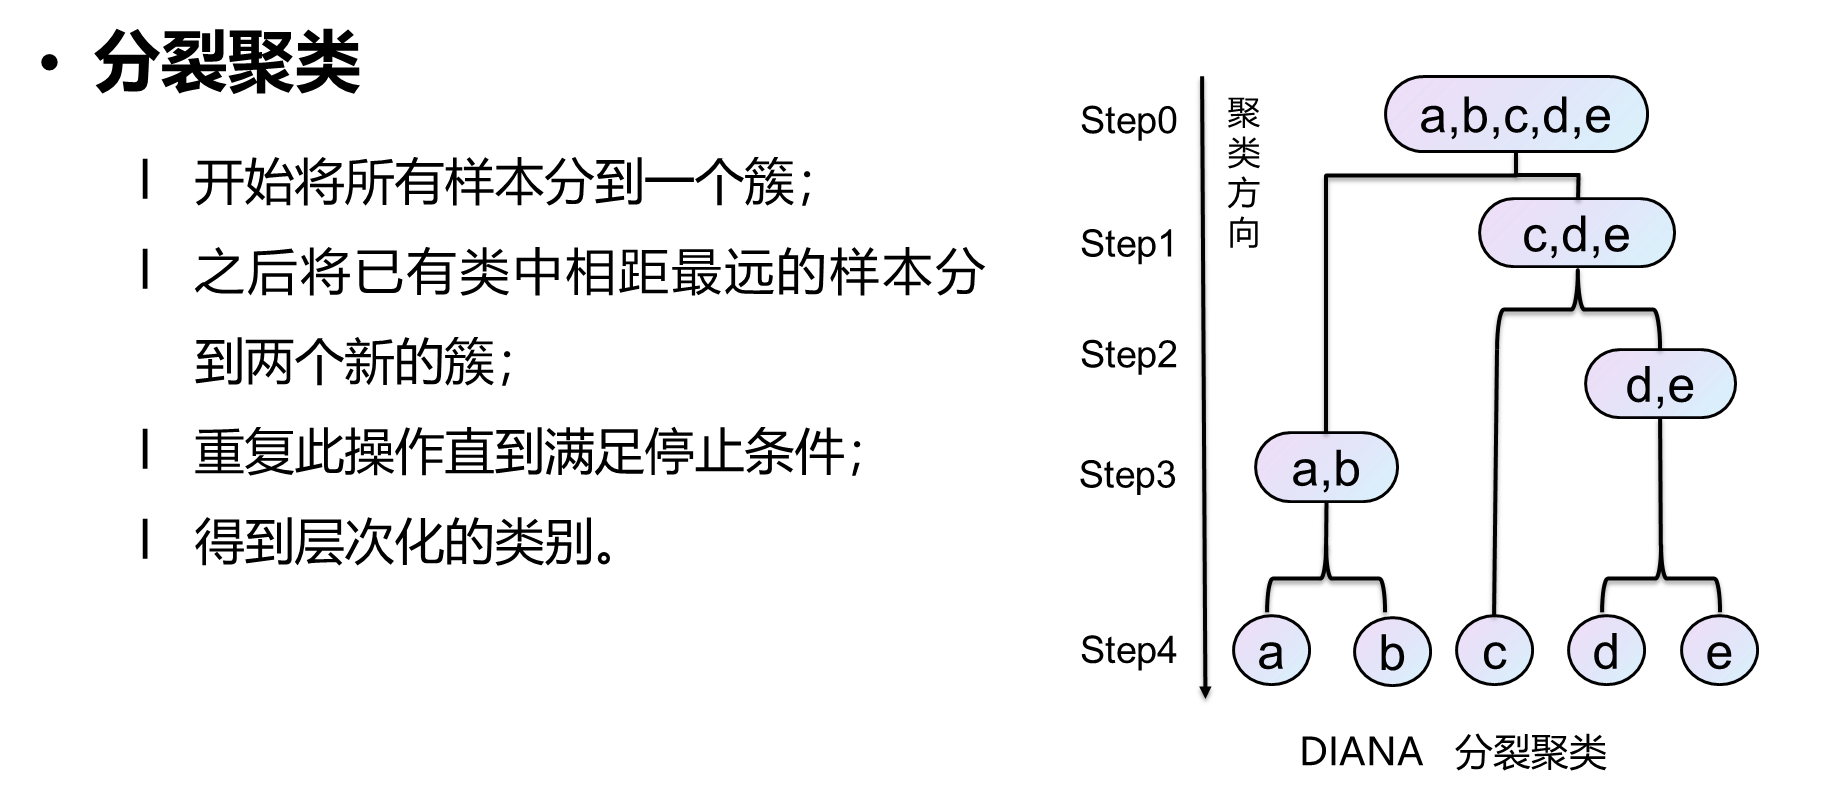 • 分裂聚类
l 开始将所有样本分到一个簇；
l 之后将已有类中相距最远的样本分
到两个新的簇；
l 重复此操作直到满足停止条件；
l 得到层次化的类别。
聚类方向
Step0
a,b,c,d,e
Step1
c,d,e
Step2
d,e
Step3
a,b
Step4
a b c d e
DIANA 分裂聚类